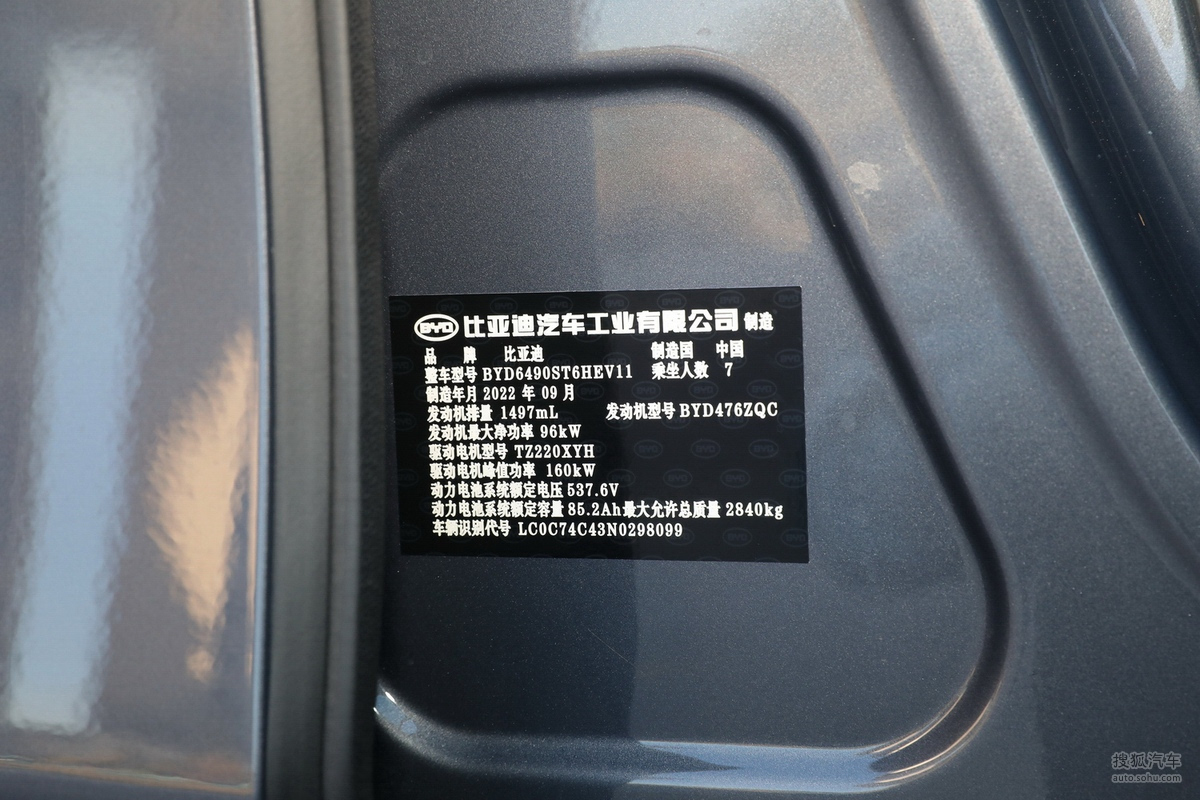 BYD 比亚迪汽车工业有限公司 制造
品 牌 比亚迪 制造国 中国
整车型号 BYD6490ST6HEV11 乘坐人数 7
制造年月 2022 年 09 月
发动机排量 1497mL 发动机型号 BYD476ZQC
发动机最大净功率 96kW
驱动电机型号 TZ220XYH
驱动电机峰值功率 160kW
动力电池系统额定电压 537.6V
动力电池系统额定容量 85.2Ah 最大允许总质量 2840kg
车辆识别代号 LC0C74C43N0298099
搜狐汽车
auto.sohu.com